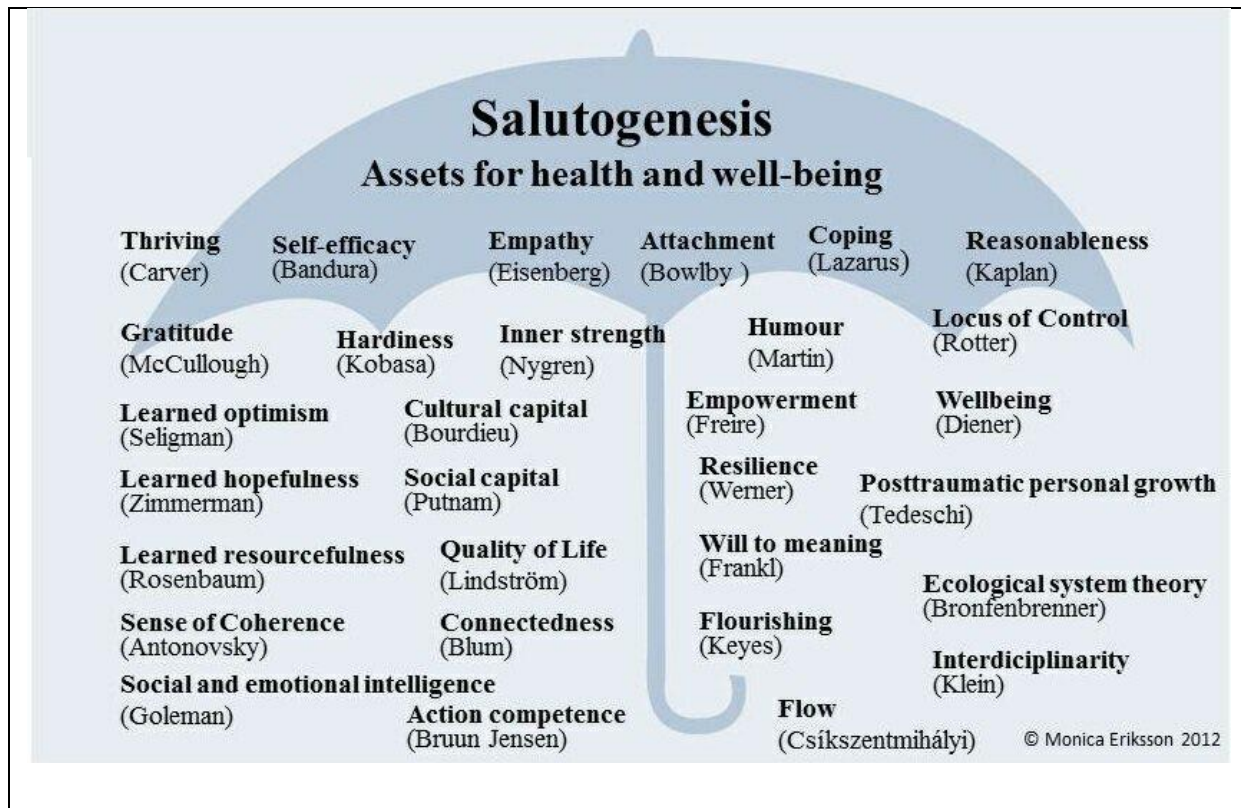 Salutogenesis
Assets for health and well-being
Thriving
(Carver)
Self-efficacy
(Bandura)
Empathy
(Eisenberg)
Attachment
(Bowlby )
Coping
(Lazarus)
Reasonableness
(Kaplan)
Gratitude
(McCullough)
Hardiness
(Kobasa)
Inner strength
(Nygren)
Humour
(Martin)
Locus of Control
(Rotter)
Learned optimism
(Seligman)
Cultural capital
(Bourdieu)
Empowerment
(Freire)
Wellbeing
(Diener)
Learned hopefulness
(Zimmerman)
Social capital
(Putnam)
Resilience
(Werner)
Posttraumatic personal growth
(Tedeschi)
Learned resourcefulness
(Rosenbaum)
Quality of Life
(Lindström)
Will to meaning
(Frankl)
Ecological system theory
(Bronfenbrenner)
Sense of Coherence
(Antonovsky)
Connectedness
(Blum)
Flourishing
(Keyes)
Interdiciplinarity
(Klein)
Social and emotional intelligence
(Goleman)
Action competence
(Bruun Jensen)
Flow
(Csíkszentmihályi)
© Monica Eriksson 2012